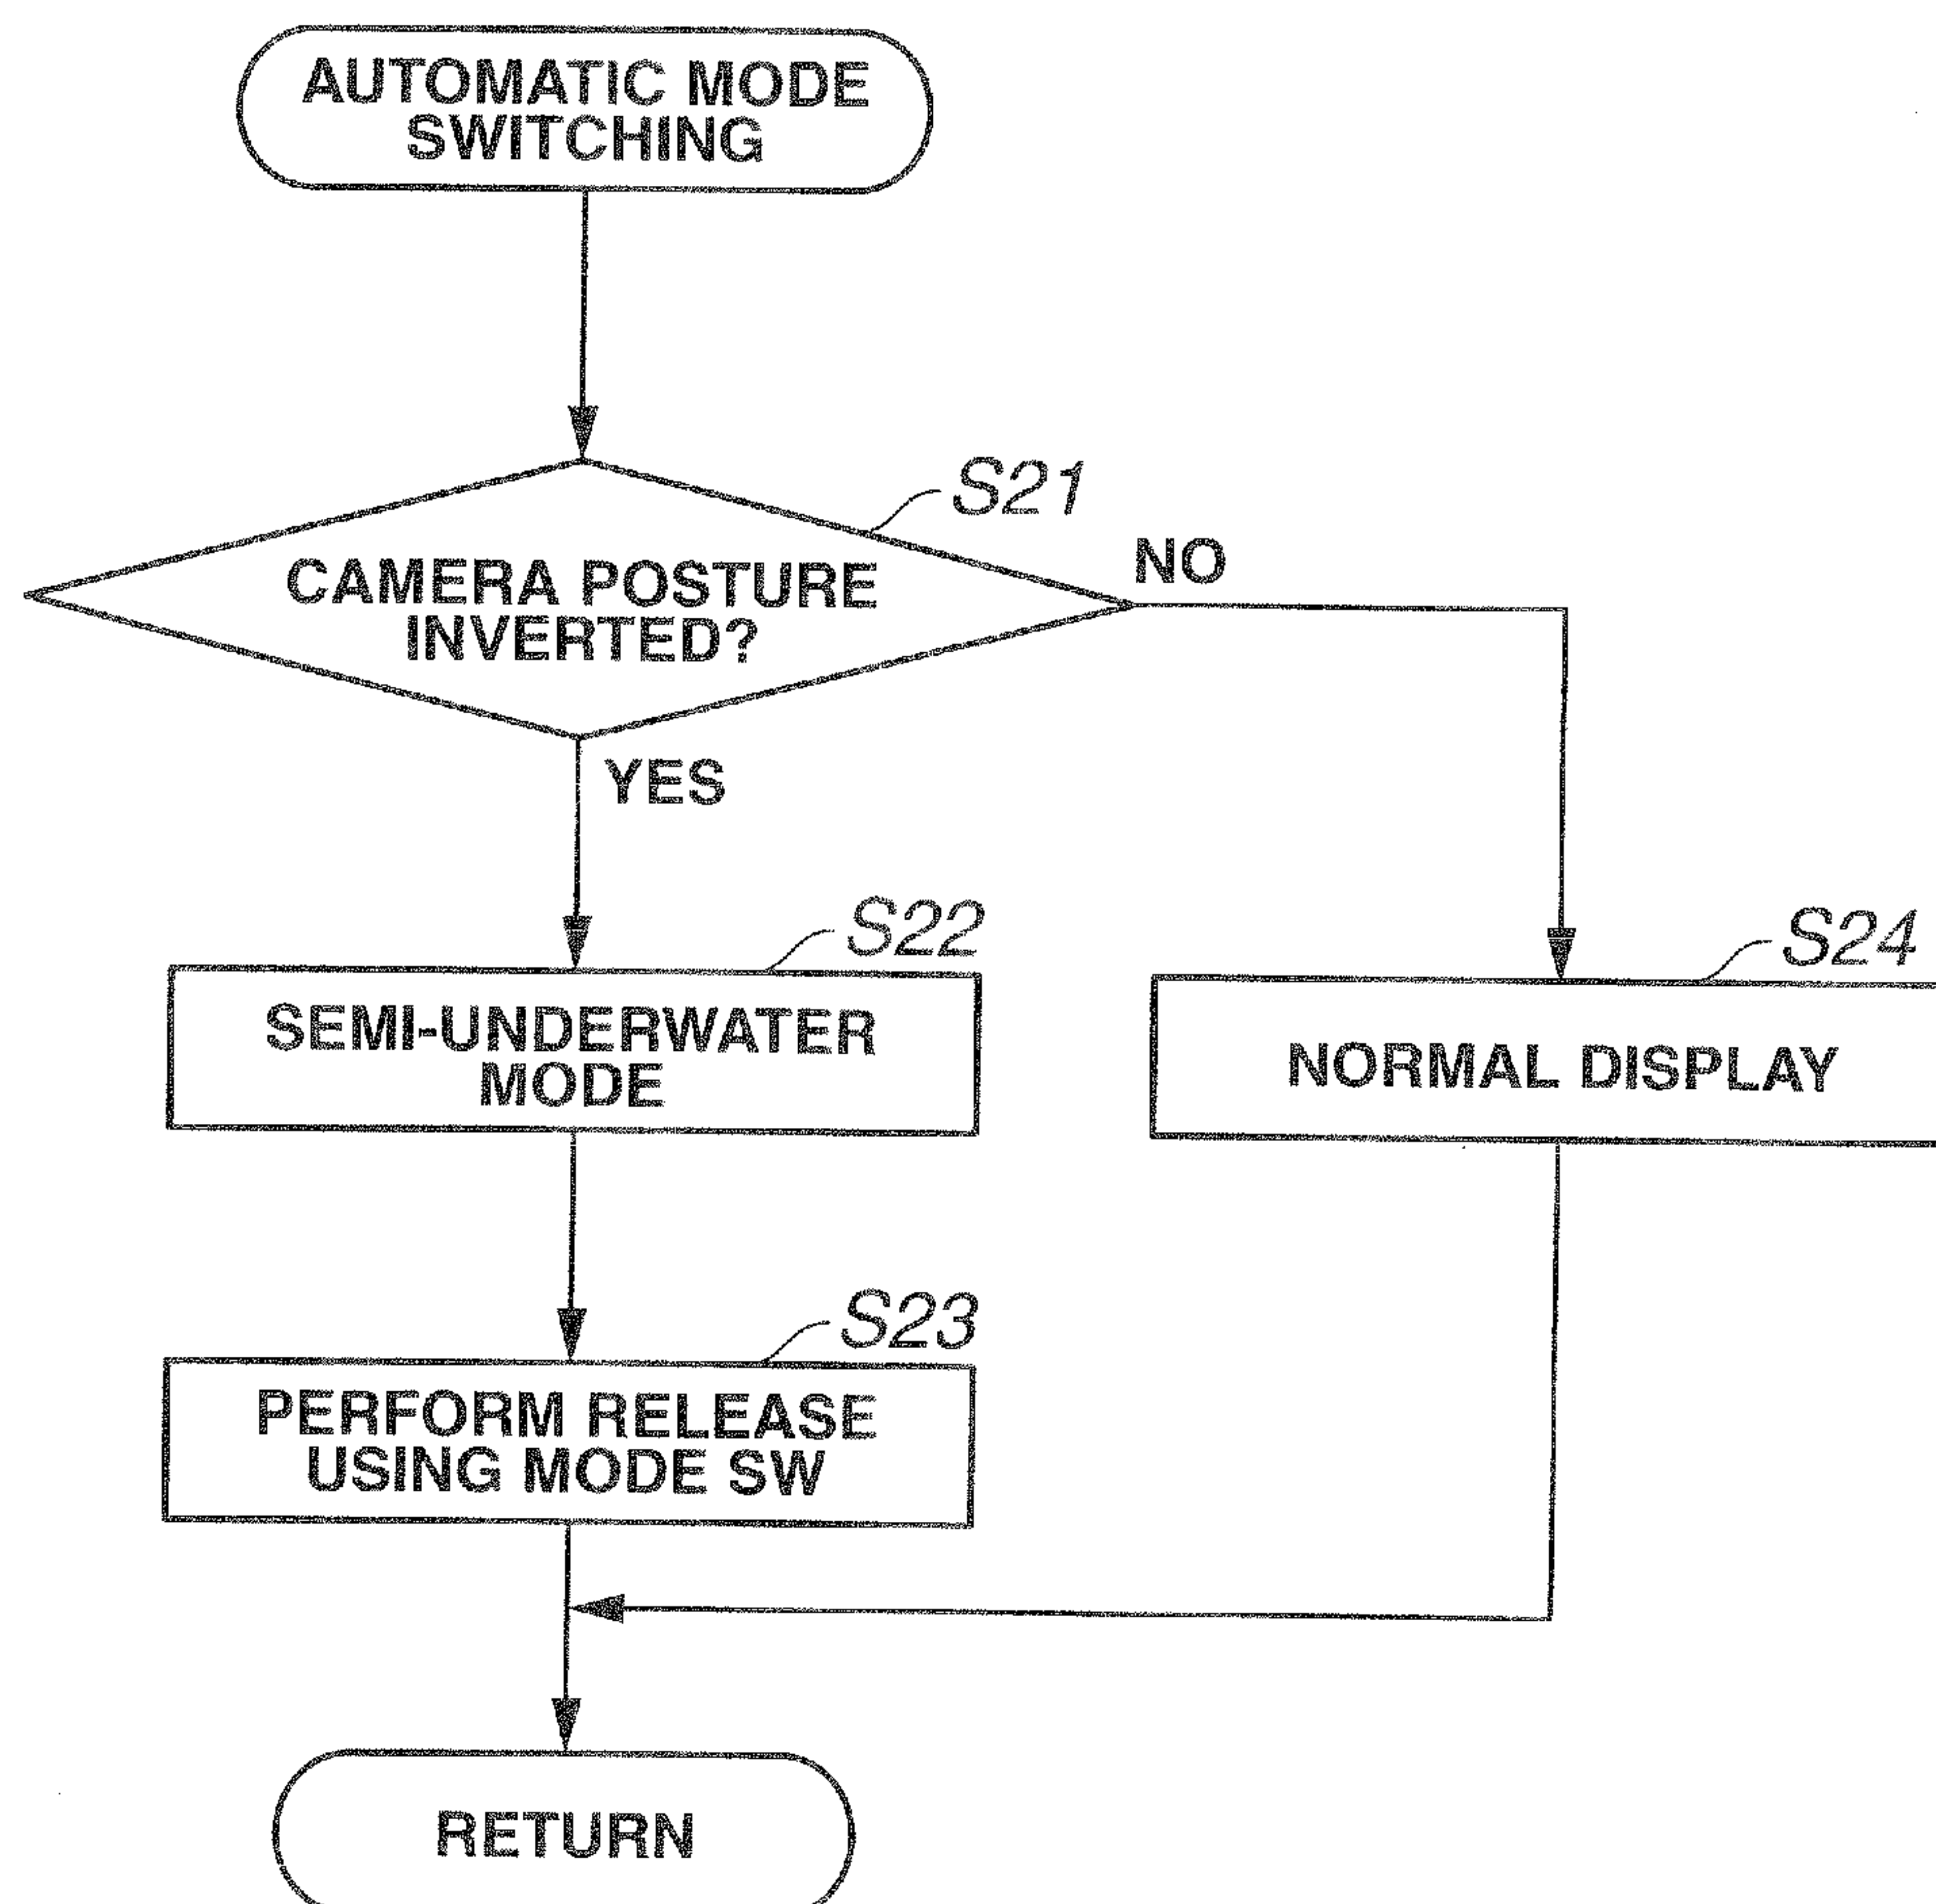 AUTOMATIC MODE
SWITCHING
S21
CAMERA POSTURE
INVERTED?
NO
YES
S22
SEMI-UNDERWATER
MODE
S24
NORMAL DISPLAY
S23
PERFORM RELEASE
USING MODE SW
RETURN